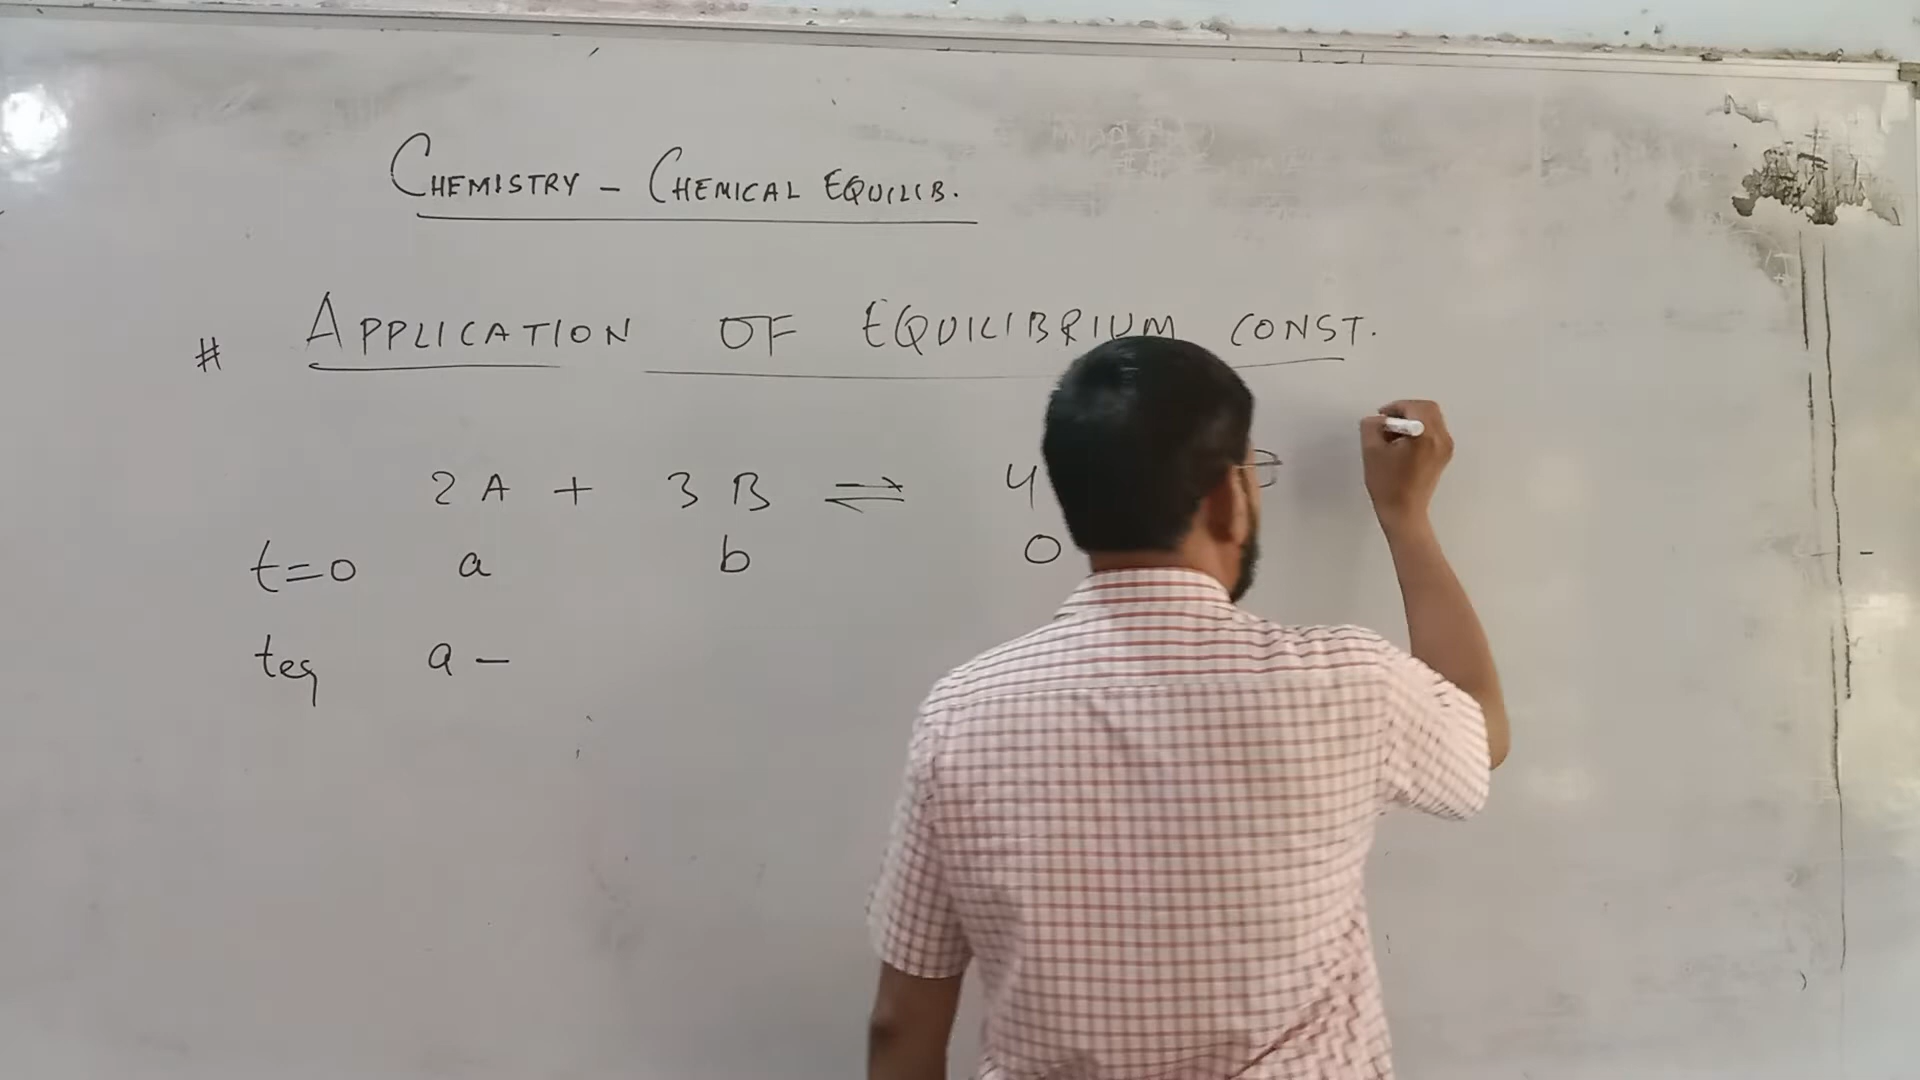 CHEMISTRY - CHEMICAL EQUILIB.
# APPLICATION OF EQUILIBRIUM CONST.
2 A + 3 B ⇌ 4
t=0 a b 0
teq a -